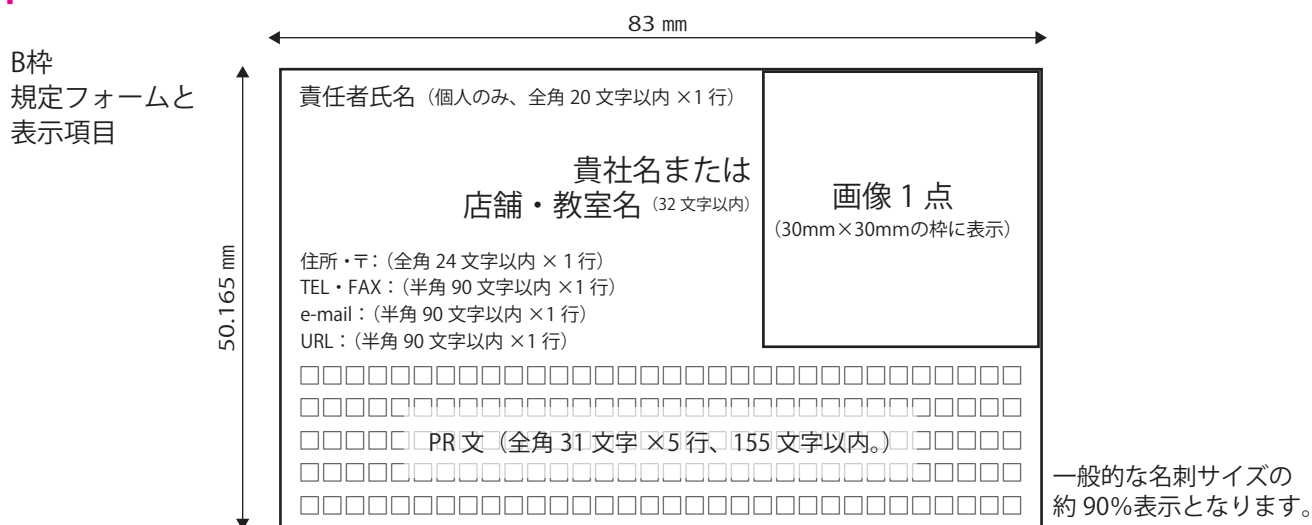 83 mm
B枠
規定フォームと
表示項目
責任者氏名（個人のみ、全角 20 文字以内 ×1 行）
貴社名または
店舗・教室名（32 文字以内）
画像 1 点
（30mm×30mmの枠に表示）
50.165 mm
住所・〒：（全角 24 文字以内 × 1 行）
TEL・FAX：（半角 90 文字以内 ×1 行）
e-mail：（半角 90 文字以内 ×1 行）
URL：（半角 90 文字以内 ×1 行）
□□□□□□□□□□□□□□□□□□□□□□□□□□□□□□□□
□□□□□□□□□□□□□□□□□□□□□□□□□□□□□□□□
PR 文（全角 31 文字 ×5 行、155 文字以内。）
□□□□□□□□□□□□□□□□□□□□□□□□□□□□□□□□
□□□□□□□□□□□□□□□□□□□□□□□□□□□□□□□□
一般的な名刺サイズの
約 90％表示となります。